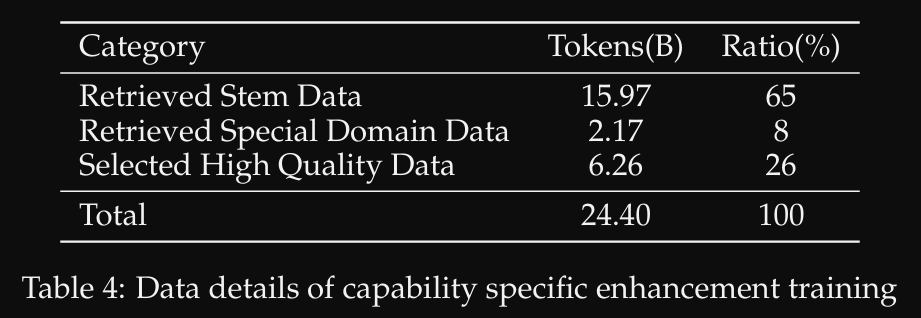 Category Tokens(B) Ratio(%)
Retrieved Stem Data 15.97 65
Retrieved Special Domain Data 2.17 8
Selected High Quality Data 6.26 26
Total 24.40 100
Table 4: Data details of capability specific enhancement training